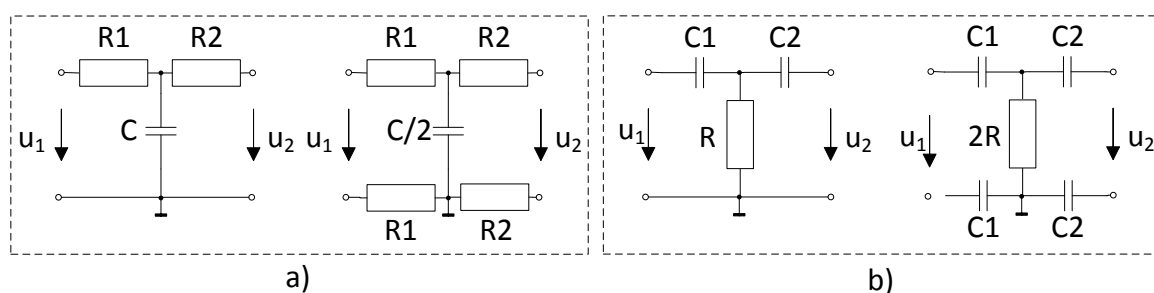 R1 R2 R1 R2 C1 C2 C1 C2
u1 C u2 u1 C/2 u2 u1 R u2 u1 2R u2
R1 R2 C1 C2
a) b)